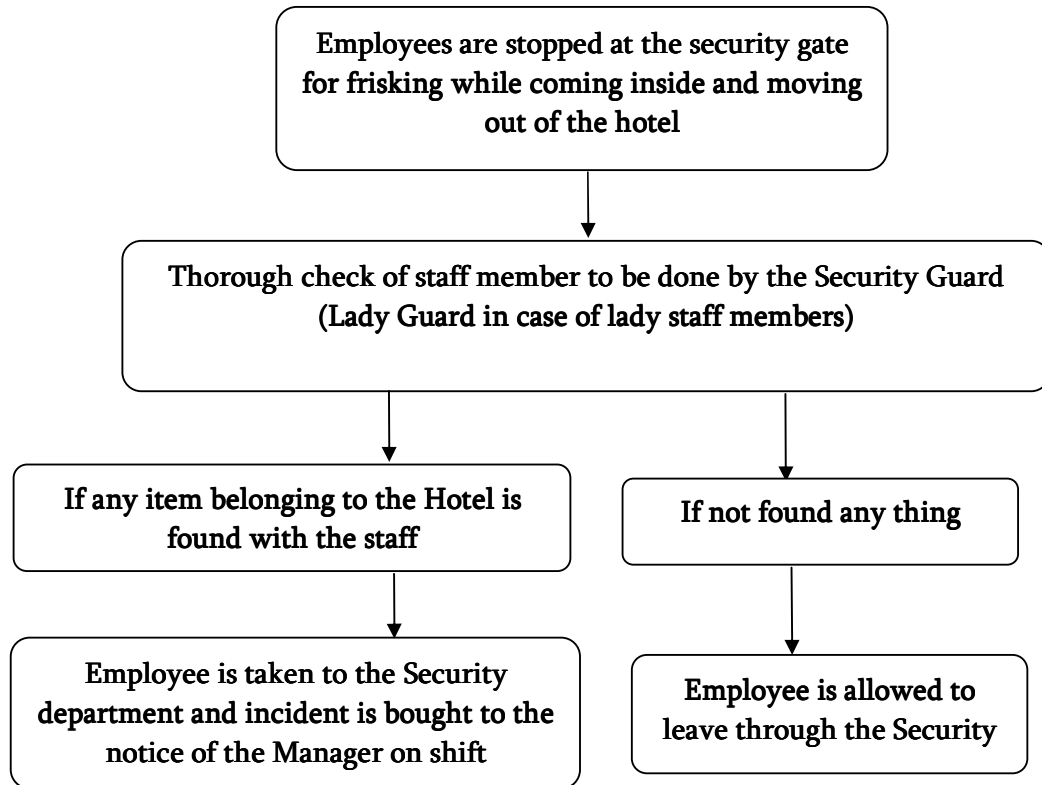 Employees are stopped at the security gate
for frisking while coming inside and moving
out of the hotel
Thorough check of staff member to be done by the Security Guard
(Lady Guard in case of lady staff members)
If any item belonging to the Hotel is
found with the staff
If not found any thing
Employee is taken to the Security
department and incident is bought to the
notice of the Manager on shift
Employee is allowed to
leave through the Security